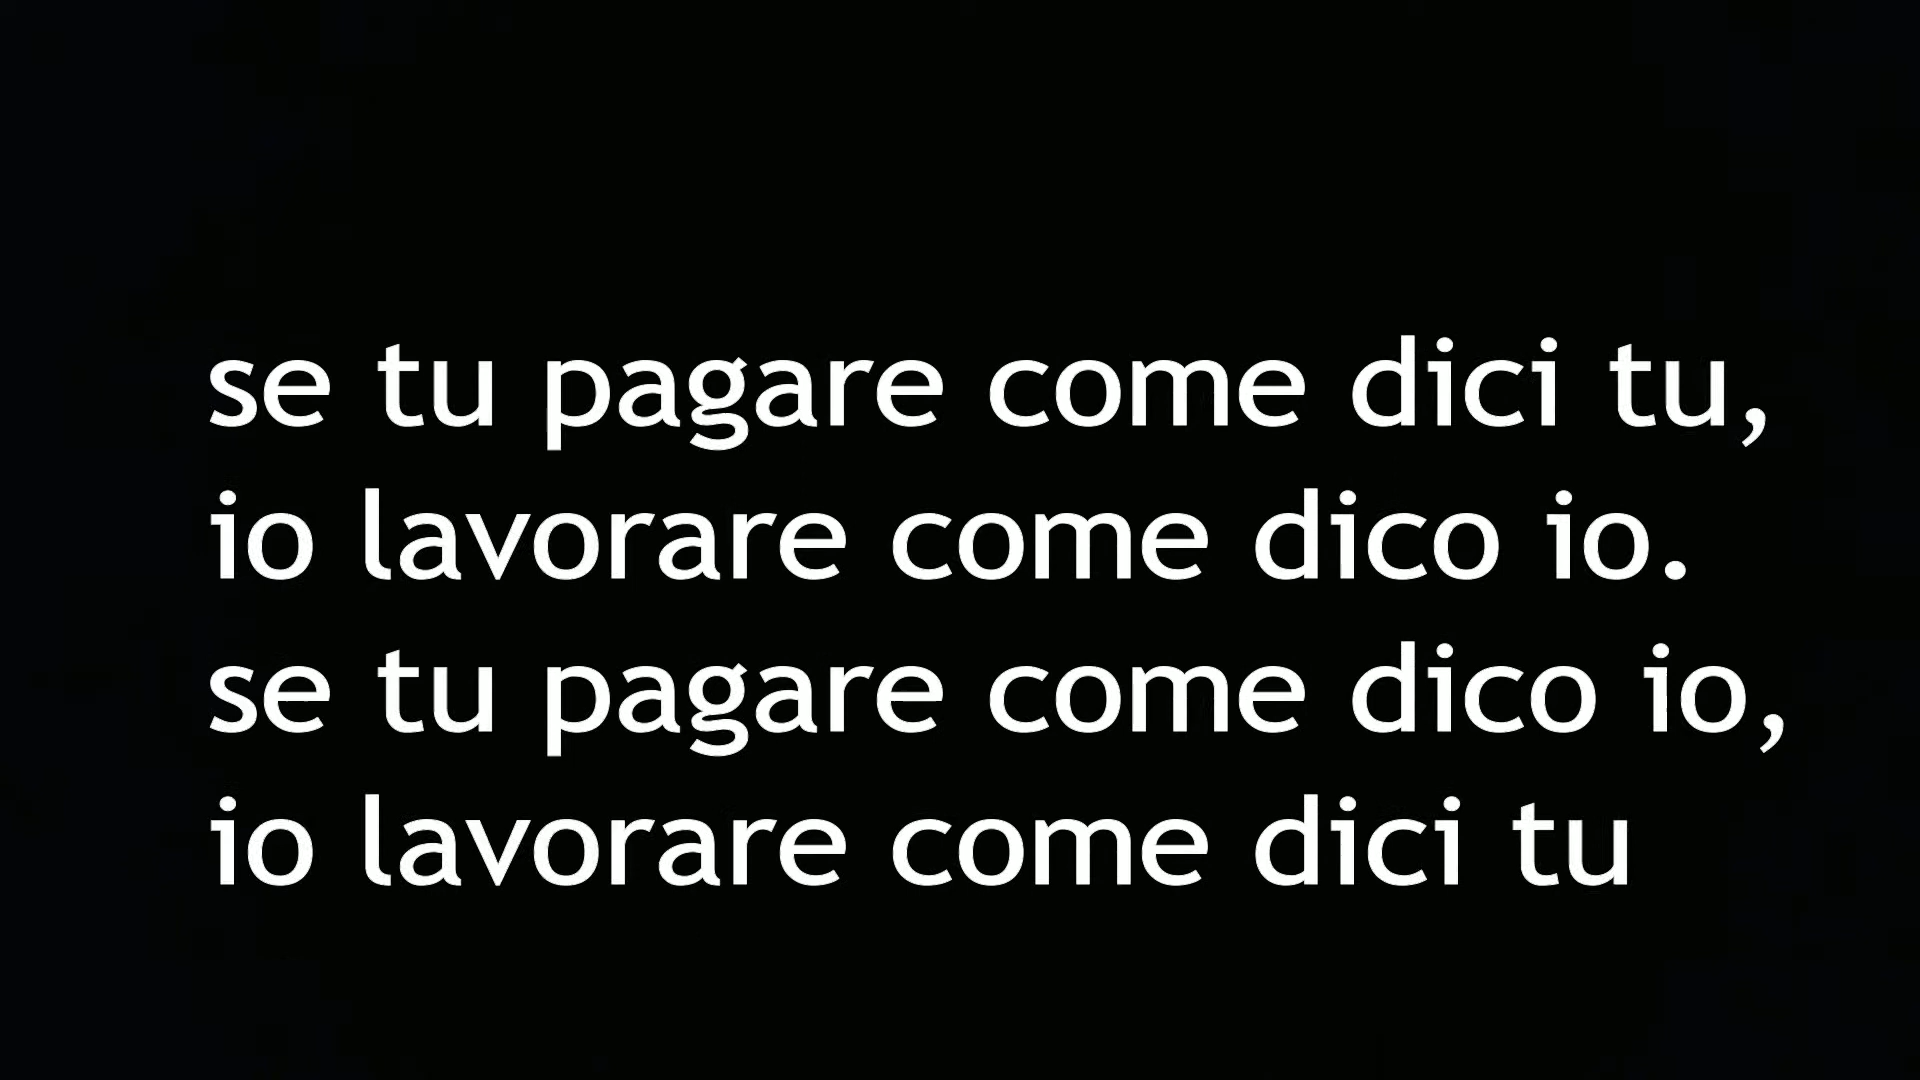 se tu pagare come dici tu,
io lavorare come dico io.
se tu pagare come dico io,
io lavorare come dici tu